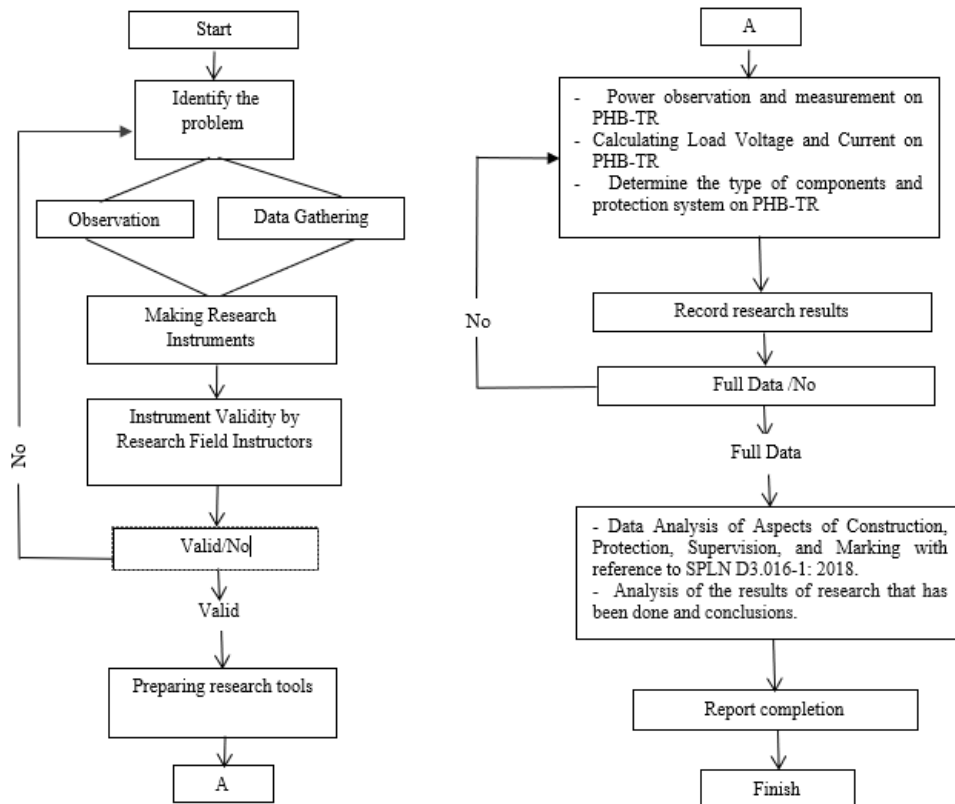 Start
Identify the
problem
Observation
Data Gathering
Making Research
Instruments
Instrument Validity by
Research Field Instructors
No
Valid/No
Valid
Preparing research tools
A
A
- Power observation and measurement on
PHB-TR
- Calculating Load Voltage and Current on
PHB-TR
- Determine the type of components and
protection system on PHB-TR
Record research results
No
Full Data /No
Full Data
- Data Analysis of Aspects of Construction,
Protection, Supervision, and Marking with
reference to SPLN D3.016-1: 2018.
- Analysis of the results of research that has
been done and conclusions.
Report completion
Finish